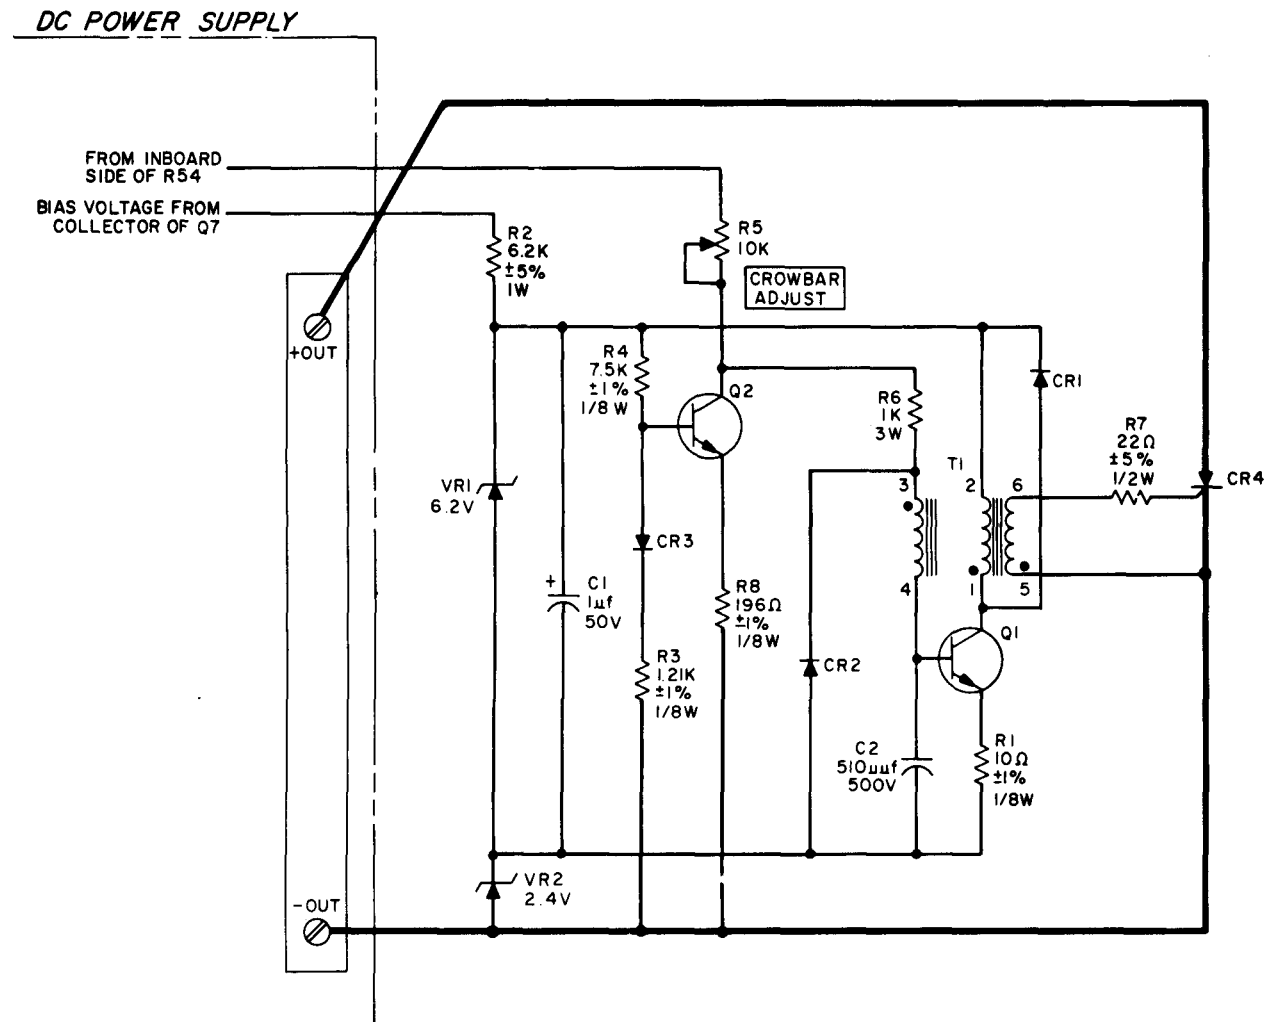 DC POWER SUPPLY
FROM INBOARD
SIDE OF R54
BIAS VOLTAGE FROM
COLLECTOR OF Q7
R2
6.2K
±5%
1W
R5
10K
CROWBAR
ADJUST
+OUT
R4
7.5K
±1%
1/8 W
Q2
R6
1K
3W
CR1
R7
22Ω
±5%
1/2W
CR4
T1
3
2
6
VR1
6.2V
CR3
+
C1
1µf
50V
R8
196Ω
±1%
1/8W
4
1
5
Q1
R3
1.21K
±1%
1/8W
CR2
C2
510µµf
500V
R1
10Ω
±1%
1/8W
VR2
2.4V
-OUT